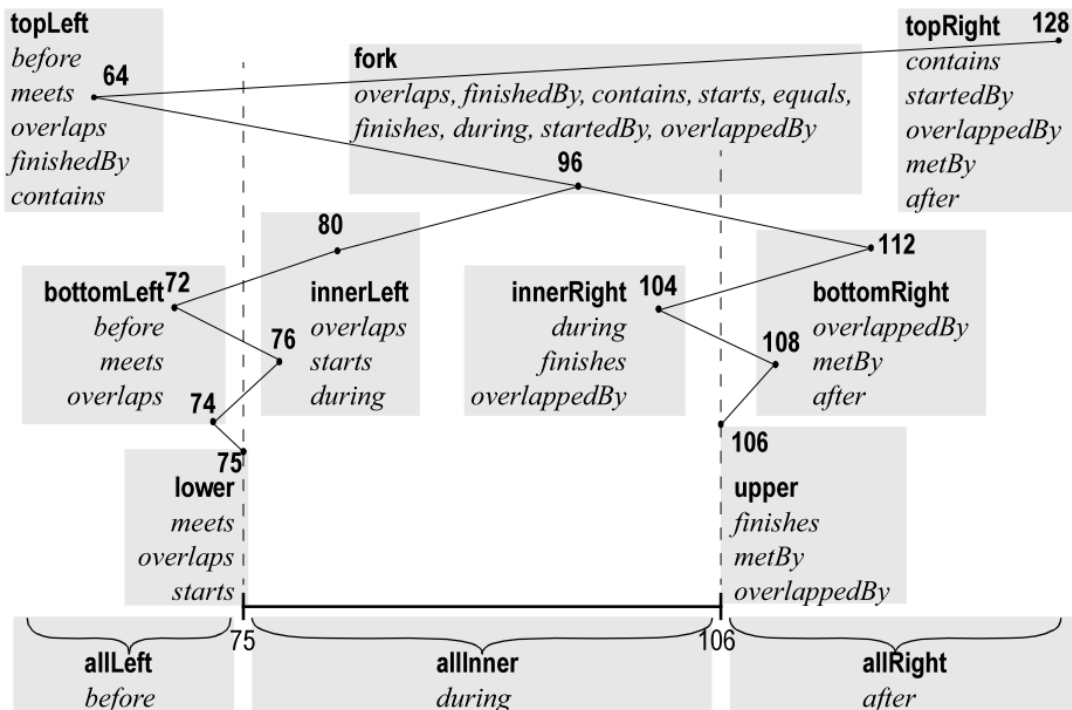 topLeft
before
meets
overlaps
finishedBy
contains
64
fork
overlaps, finishedBy, contains, starts, equals,
finishes, during, startedBy, overlappedBy
96
topRight
128
contains
startedBy
overlappedBy
metBy
after
80
112
bottomLeft
72
before
meets
overlaps
innerLeft
overlaps
starts
during
76
74
innerRight
104
during
finishes
overlappedBy
bottomRight
overlappedBy
metBy
after
108
75
lower
meets
overlaps
starts
106
upper
finishes
metBy
overlappedBy
75
106
allLeft
before
allInner
during
allRight
after